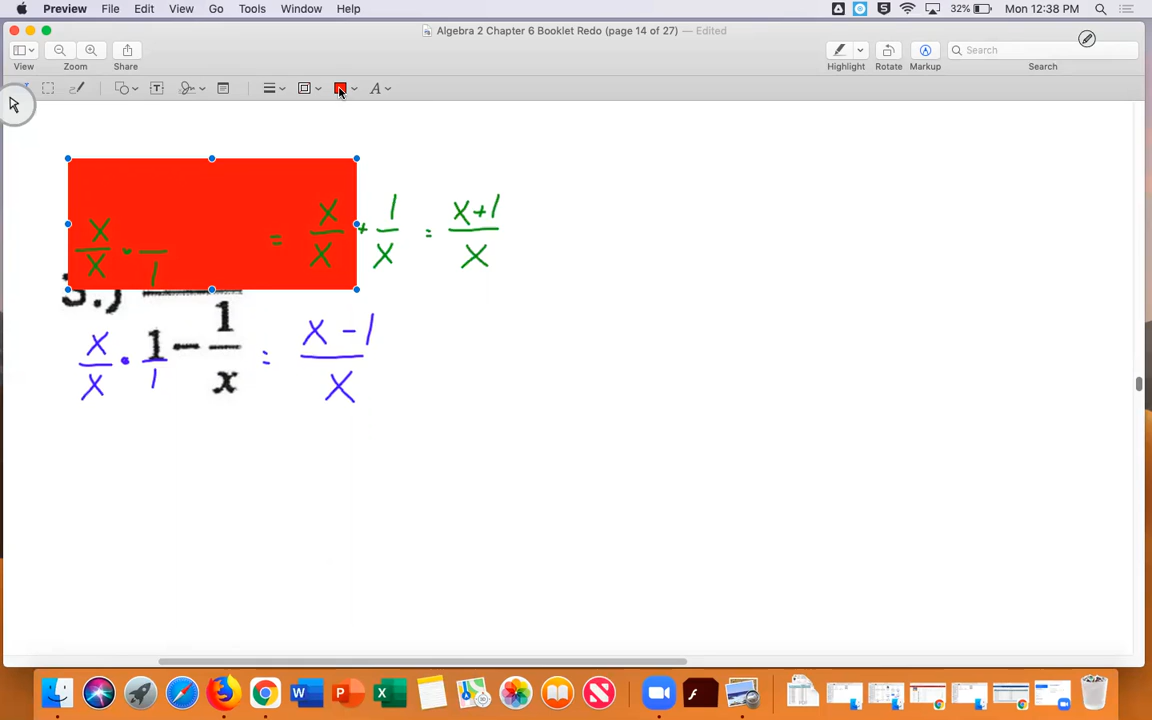 Preview File Edit View Go Tools Window Help 32% Mon 12:38 PM
Algebra 2 Chapter 6 Booklet Redo (page 14 of 27) — Edited
View Zoom Share Highlight Rotate Markup Search Search
x/x · /1 = x/x + 1/x = x+1/x
3.)
x/x · 1/1 − 1/x = x-1/x